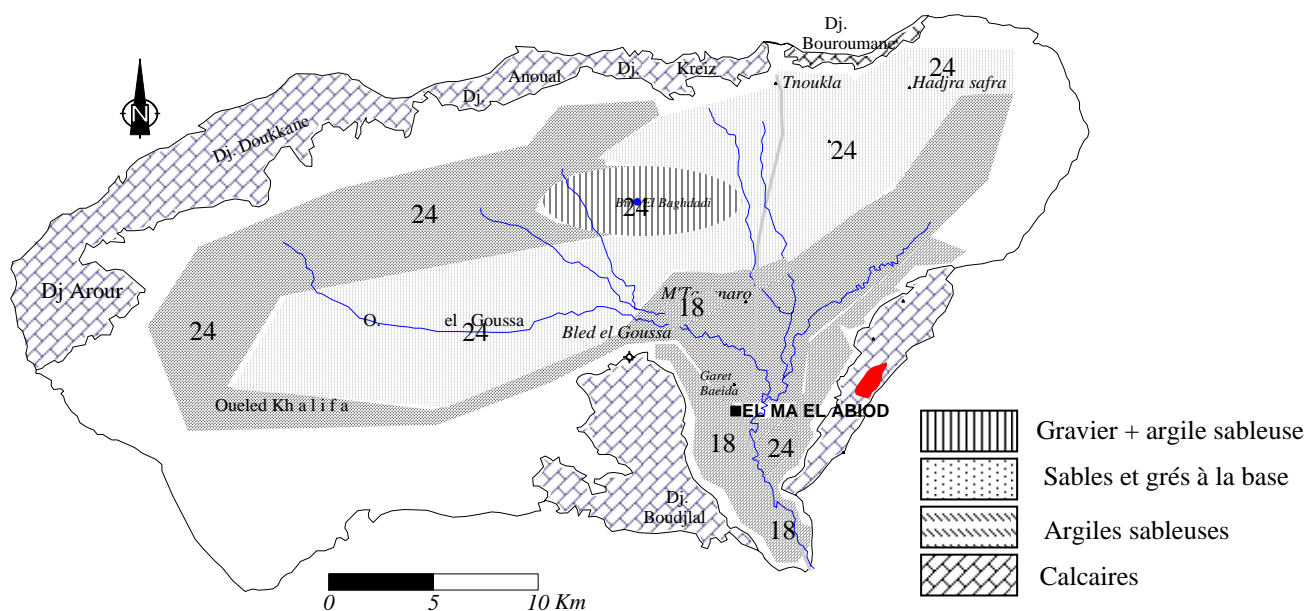 Dj.
Bouroumane
Dj. Anoual Dj. Kreiz
24
Tnoukla
Hadjra safra
N
Dj. Doukkane
24
24
24
El Baghdadi
Dj Arour
18
24
O. el Goussa
24
Bled el Goussa
Garet
Baeida
Oueled Kh a l i f a
EL MA EL ABIOD
18
24
Dj.
Boudjlal
18
Gravier + argile sableuse
Sables et grés à la base
Argiles sableuses
Calcaires
0 5 10 Km